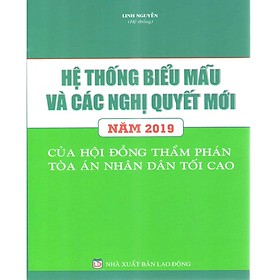 LINH NGUYÊN
(Hệ thống)
HỆ THỐNG BIỂU MẪU
VÀ CÁC NGHỊ QUYẾT MỚI
NĂM 2019
CỦA HỘI ĐỒNG THẨM PHÁN
TÒA ÁN NHÂN DÂN TỐI CAO
NHÀ XUẤT BẢN LAO ĐỘNG